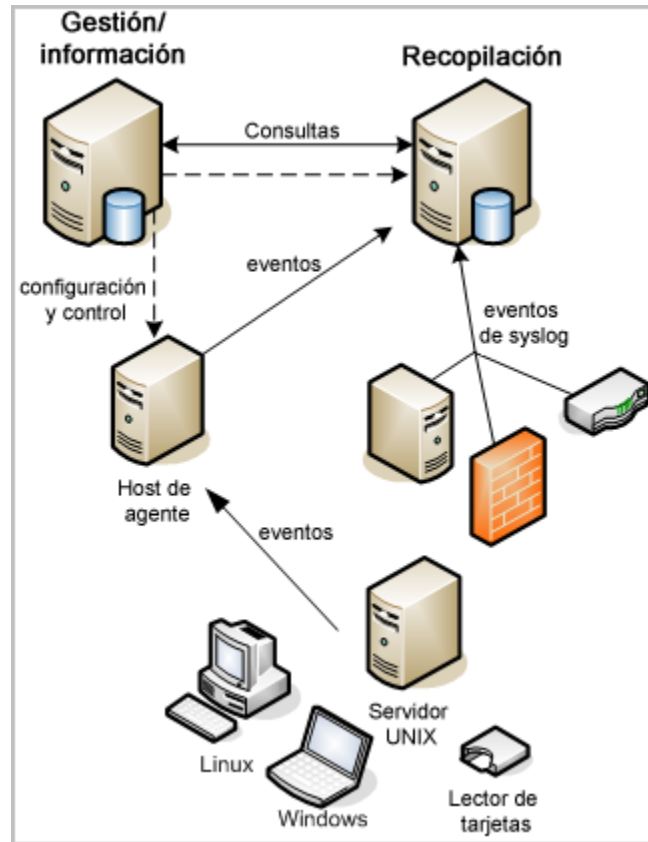 Gestión/
información
Recopilación
Consultas
eventos
configuración
y control
eventos
de syslog
Host de
agente
eventos
Servidor
UNIX
Linux
Windows
Lector de
tarjetas